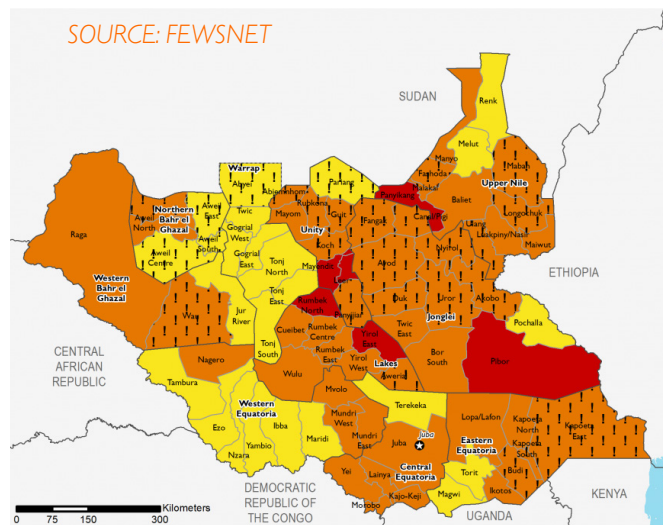 SOURCE: FEWSNET
SUDAN
Renk
Melut
Manyo
Fashoda
Malakal
Maban
Upper Nile
Warrap
Abyei
Abiemnhom
Pariang
Panyikang
Baliet
Canal/Pigi
Longochuk
Ulang
Luakpiny/Nasir
Maiwut
Northern
Bahr el
Ghazal
Aweil
North
Aweil
East
Aweil
South
Aweil
Centre
Twic
Mayom
Rubkona
Guit
Unity
Koch
Fangak
Nyirol
Raga
Gogrial
West
Gogrial
East
Tonj
North
Mayendit
Leer
Ayod
ETHIOPIA
Western
Bahr el
Ghazal
Wau
Jur
River
Tonj
East
Rumbek
North
Panyijiar
Duk
Uror
Akobo
Jonglei
Pochalla
CENTRAL
AFRICAN
REPUBLIC
Tonj
South
Cueibet
Rumbek
Centre
Rumbek
East
Yirol
East
Yirol
West
Lakes
Awerial
Twic
East
Bor
South
Pibor
Nagero
Tambura
Wulu
Mvolo
Western
Equatoria
Ezo
Nzara
Yambio
Ibba
Maridi
Mundri
West
Mundri
East
Terekeka
Juba
Juba
Lopa/Lafon
Kapoeta
North
Kapoeta
East
Kapoeta
South
Eastern
Equatoria
Torit
Budi
Ikotos
Magwi
Yei
Lainya
Central
Equatoria
Kajo-Keji
Morobo
DEMOCRATIC
REPUBLIC OF
THE CONGO
UGANDA
KENYA
Kilometers
0 75 150 300